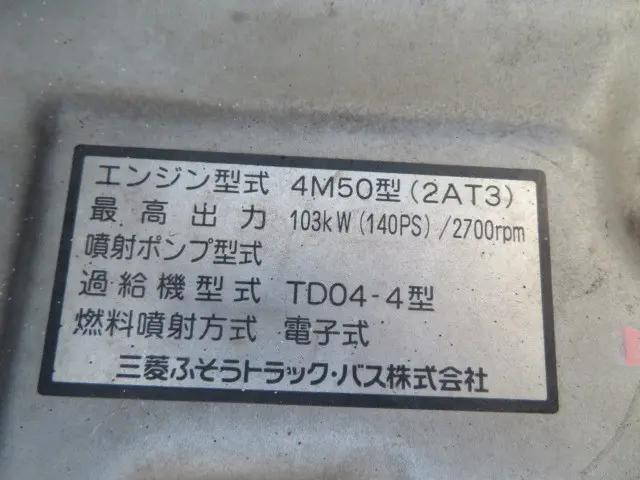 エンジン型式 4M50型(2AT3)
最高出力 103kW(140PS)/2700rpm
噴射ポンプ型式
過給機型式 TD04-4型
燃料噴射方式 電子式
三菱ふそうトラック・バス株式会社